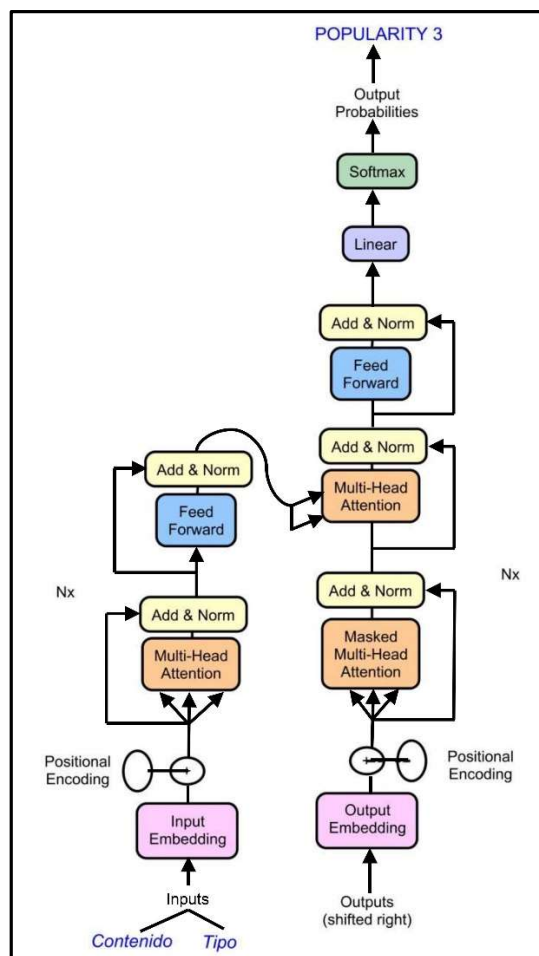 POPULARITY 3
Output
Probabilities
Softmax
Linear
Add & Norm
Feed
Forward
Add & Norm
Multi-Head
Attention
Add & Norm
Masked
Multi-Head
Attention
Nx
Positional
Encoding
Output
Embedding
Outputs
(shifted right)
Add & Norm
Feed
Forward
Nx
Add & Norm
Multi-Head
Attention
Positional
Encoding
Input
Embedding
Inputs
Contenido
Tipo